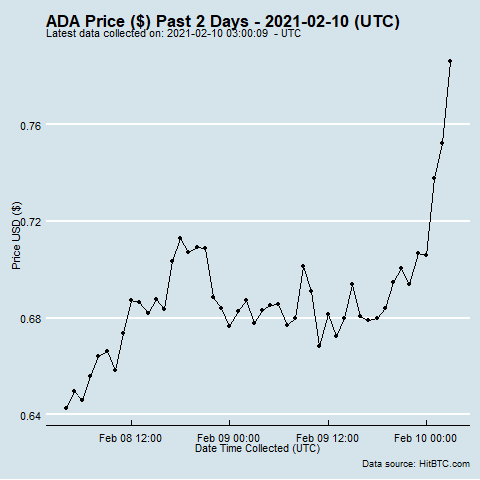 ADA Price ($) Past 2 Days - 2021-02-10 (UTC)
Latest data collected on: 2021-02-10 03:00:09 - UTC
0.76
0.72
Price USD ($)
0.68
0.64
Feb 08 12:00 Feb 09 00:00 Feb 09 12:00 Feb 10 00:00
Date Time Collected (UTC)
Data source: HitBTC.com